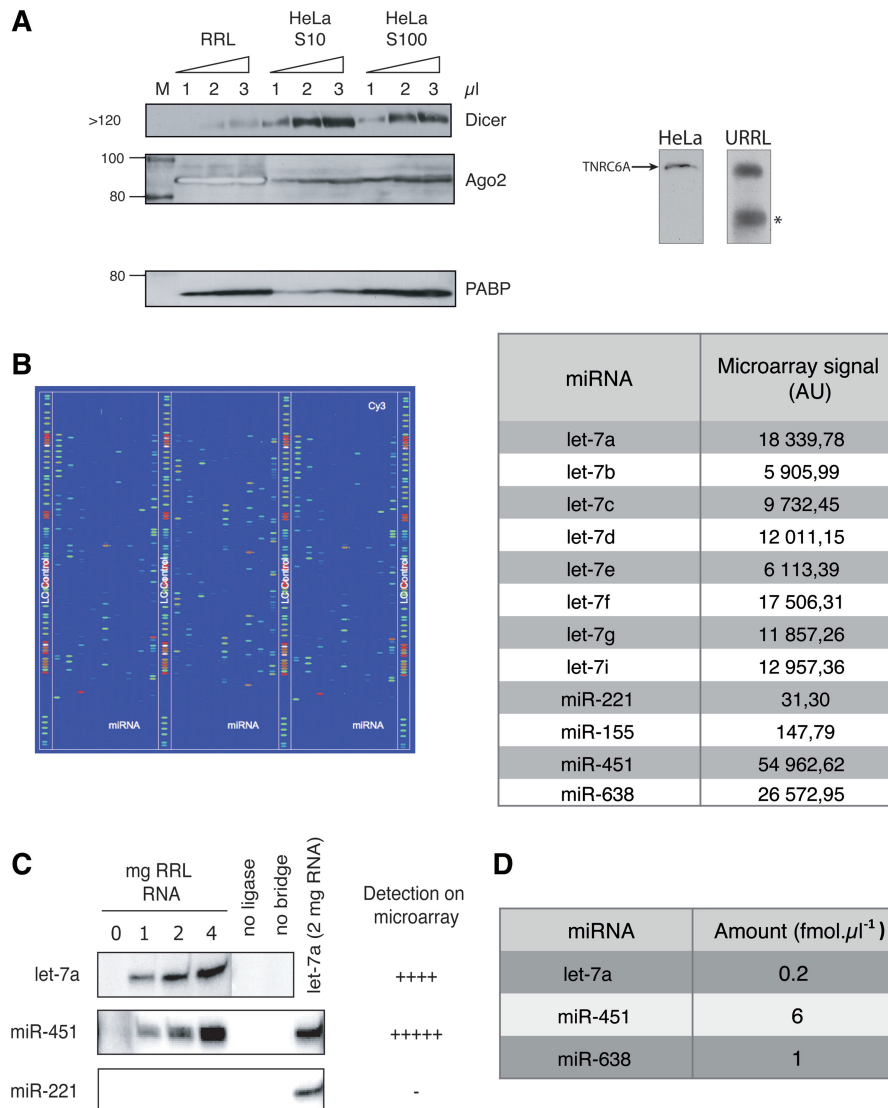 A
RRL
HeLa
S10
HeLa
S100
M 1 2 3 1 2 3 1 2 3 µl
>120
Dicer
100
80
Ago2
80
PABP
HeLa URRL
TNRC6A
*
B
Cy3
LC Control
LC Control
LC Control
LC Control
miRNA
miRNA
miRNA
miRNA Microarray signal
(AU)
let-7a 18 339,78
let-7b 5 905,99
let-7c 9 732,45
let-7d 12 011,15
let-7e 6 113,39
let-7f 17 506,31
let-7g 11 857,26
let-7i 12 957,36
miR-221 31,30
miR-155 147,79
miR-451 54 962,62
miR-638 26 572,95
C
mg RRL
RNA
0 1 2 4
no ligase
no bridge
let-7a (2 mg RNA)
Detection on
microarray
let-7a ++++
miR-451 +++++
miR-221 -
D
miRNA Amount (fmol.µl-1)
let-7a 0.2
miR-451 6
miR-638 1